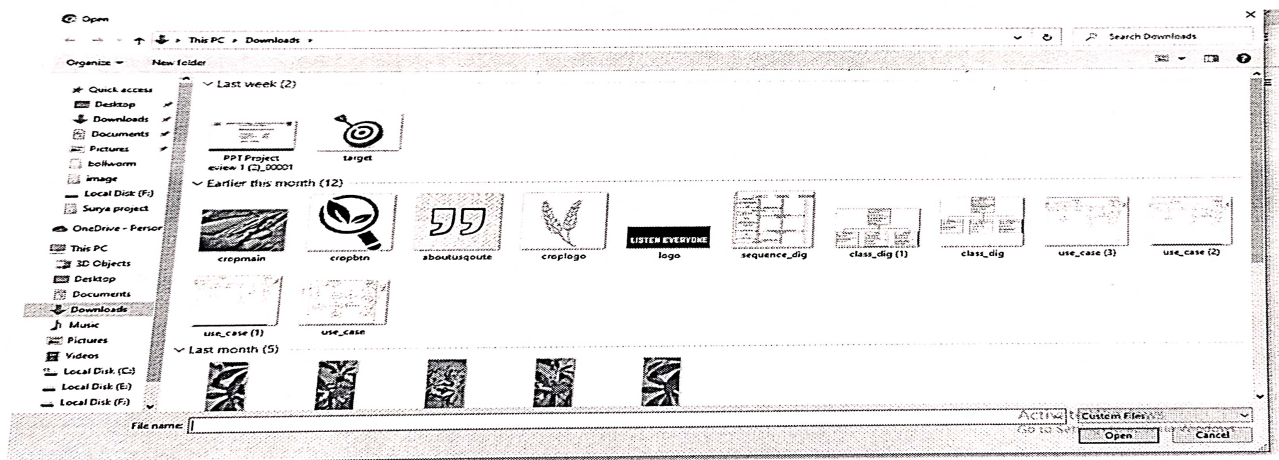 Open
This PC > Downloads >
Search Downloads
Organize
New folder
Quick access
Desktop
Downloads
Documents
Pictures
bollworm
image
Local Disk (F:)
Surya project
OneDrive - Person
This PC
3D Objects
Desktop
Documents
Downloads
Music
Pictures
Videos
Local Disk (C:)
Local Disk (E:)
Local Disk (F:)
Last week (2)
PPT Project
eview 1 (2)_00001
target
Earlier this month (12)
LISTEN EVERYONE
cropmain
cropbtn
aboutusqoute
croplogo
logo
sequence_dig
class_dig (1)
class_dig
use_case (3)
use_case (2)
use_case (1)
use_case
Last month (5)
File name:
Custom Files
Go to Set
Open
Cancel